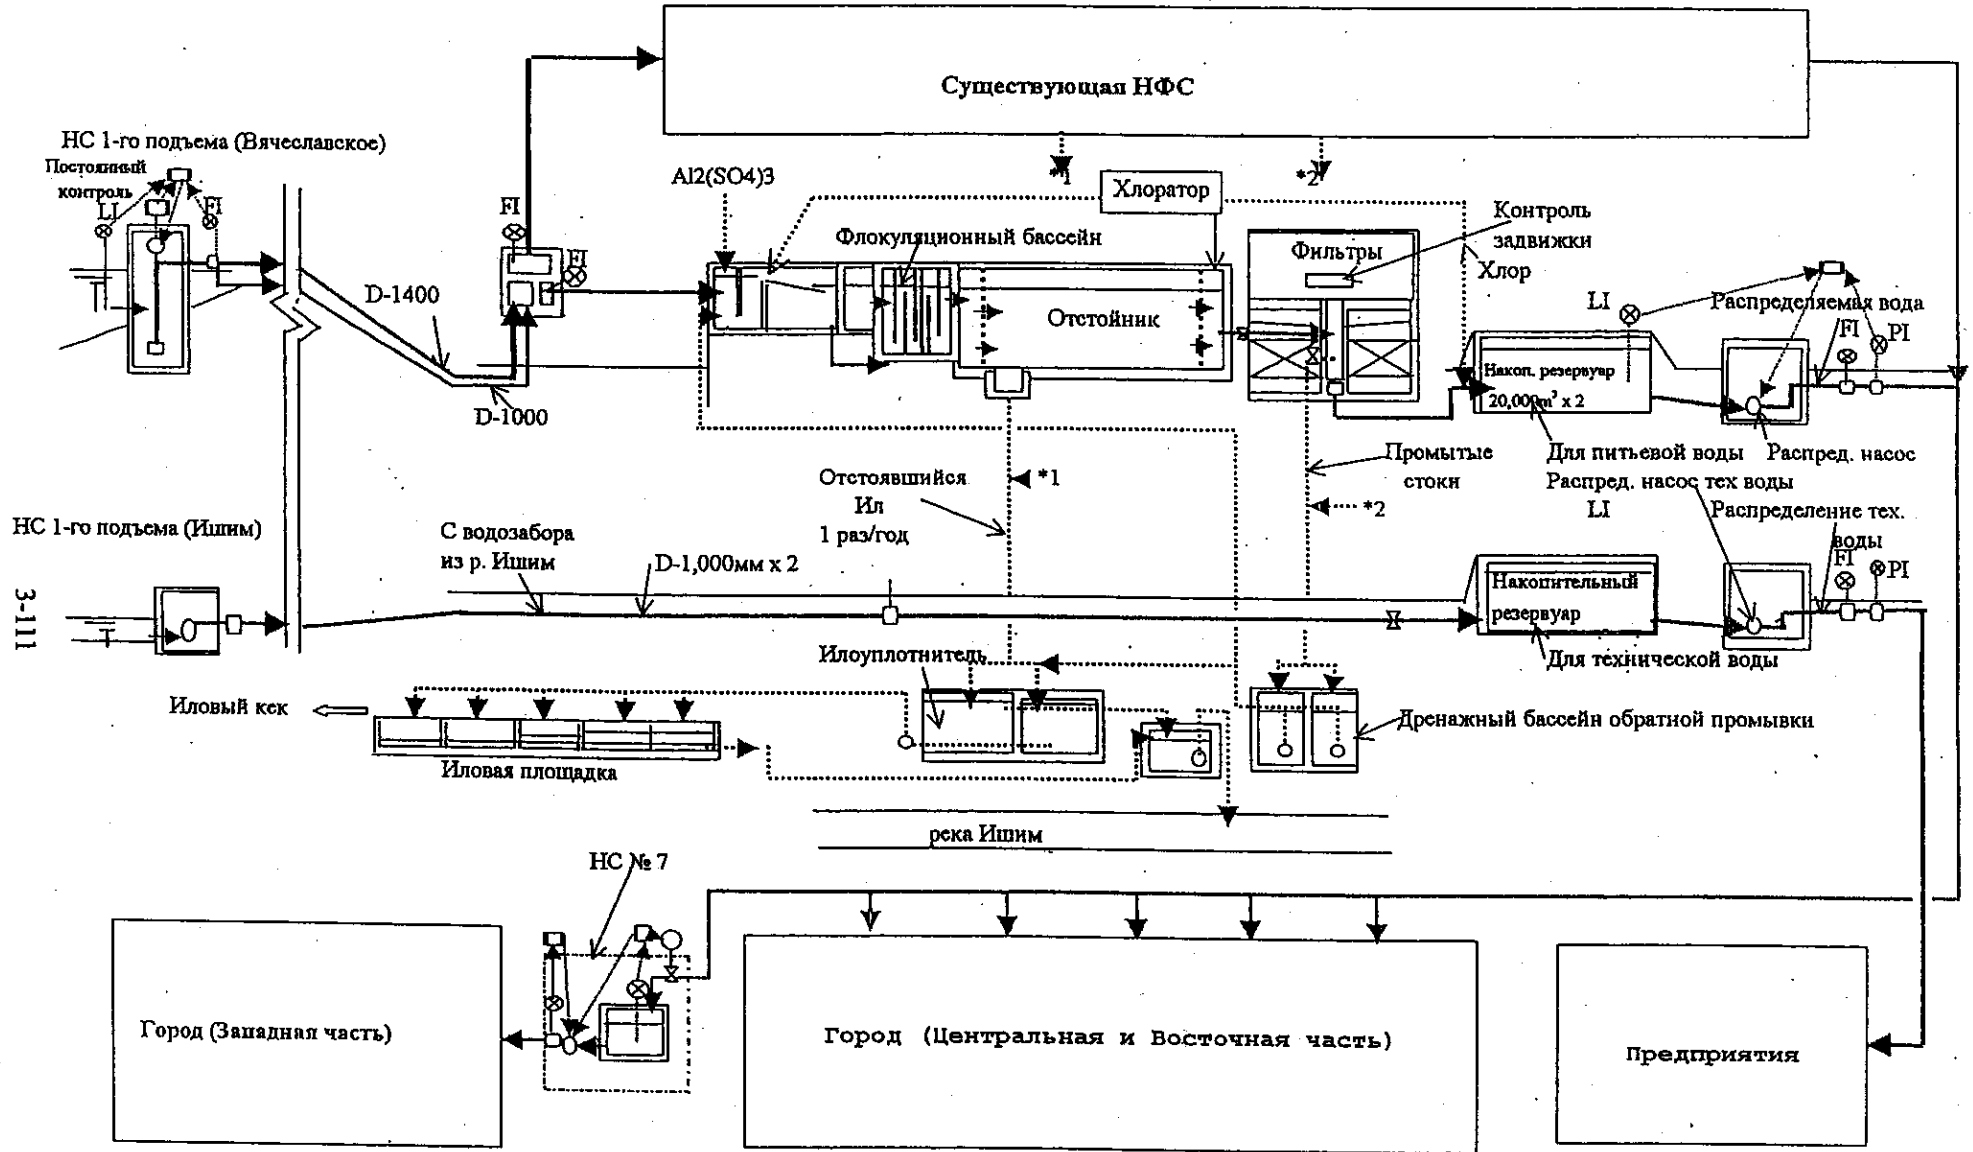 Существующая НФС
НС 1-го подъема (Вячеславское)
Постоянный
контроль
LI
FI
FI
FI
Al2(SO4)3
*1
*2
Хлоратор
Флокуляционный бассейн
Контроль
задвижки
Фильтры
Хлор
D-1400
Отстойник
LI
Распределяемая вода
FI
PI
Накоп. резервуар
20,000m³ x 2
D-1000
Отстоявшийся
Ил
1 раз/год
*1
Промытые
стоки
*2
Для питьевой воды
Распред. насос
Распред. насос тех воды
LI
Распределение тех.
воды
НС 1-го подъема (Ишим)
С водозабора
из р. Ишим
D-1,000мм x 2
FI
PI
Накопительный
резервуар
3-111
Илоуплотнитель
Для технической воды
Иловый кек
Дренажный бассейн обратной промывки
Иловая площадка
река Ишим
НС № 7
Город (Западная часть)
Город (Центральная и Восточная часть)
Предприятия